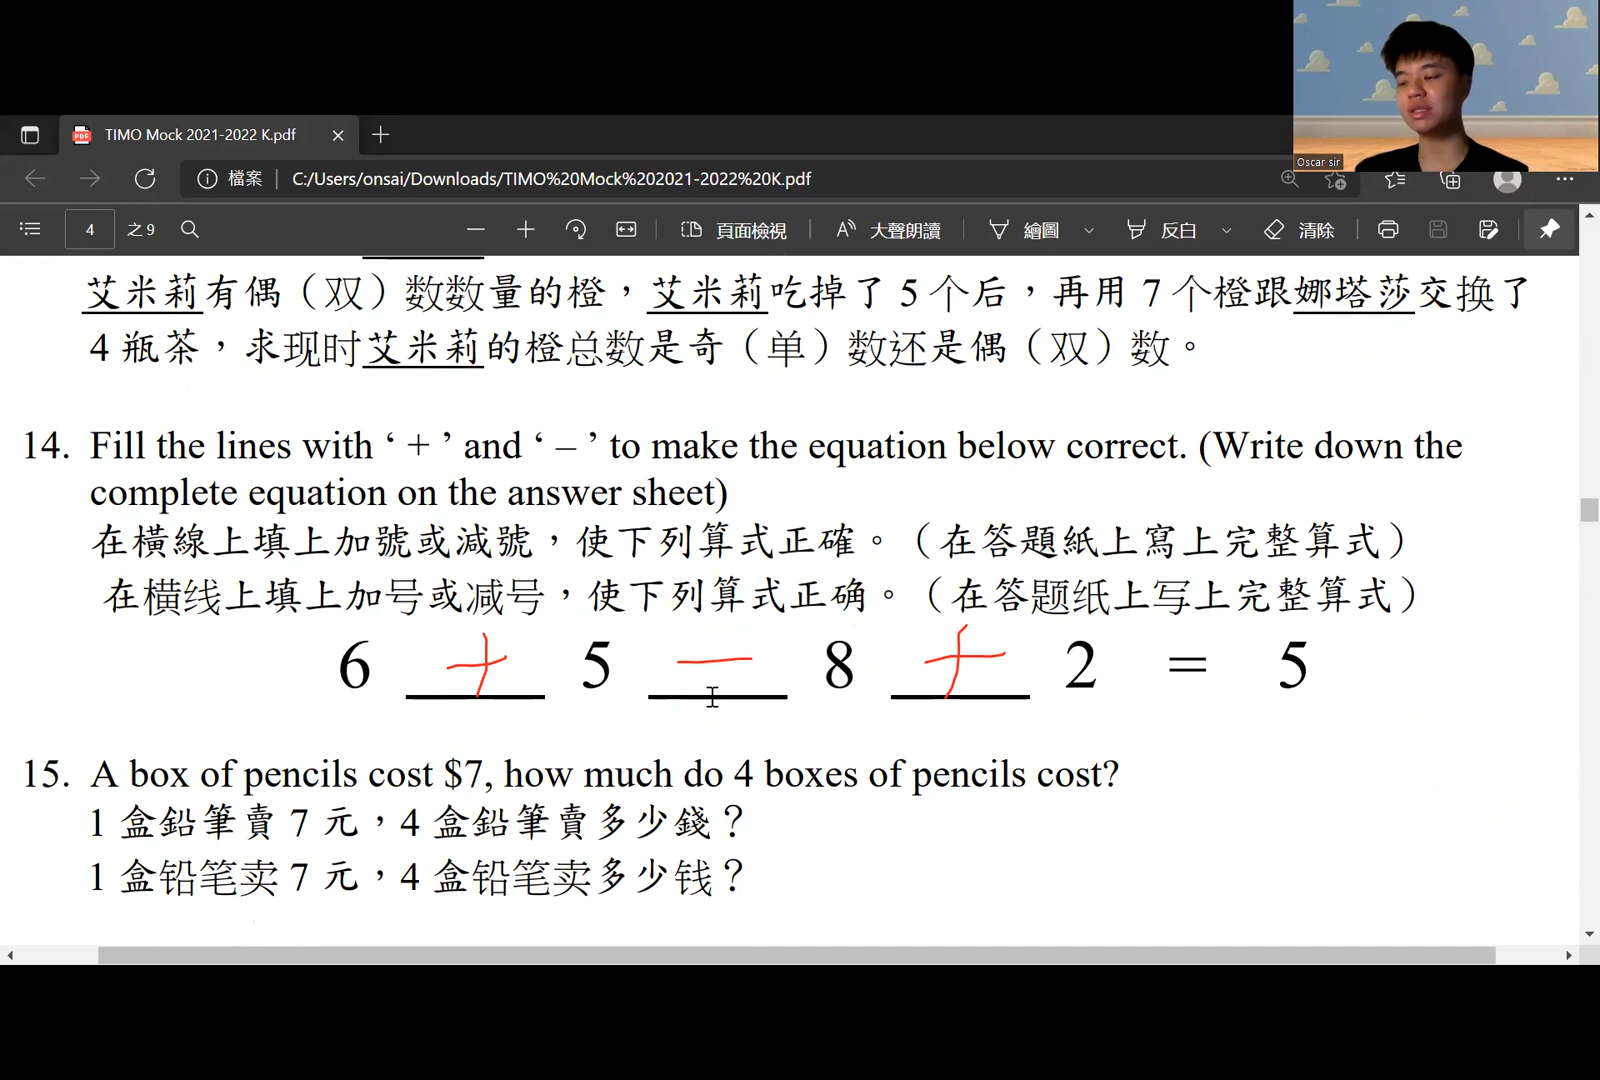 Oscar sir
TIMO Mock 2021-2022 K.pdf
檔案 C:/Users/onsai/Downloads/TIMO%20Mock%202021-2022%20K.pdf
4 之 9 頁面檢視 大聲朗讀 繪圖 反白 清除
艾米莉有偶（双）数数量的橙，艾米莉吃掉了 5 个后，再用 7 个橙跟娜塔莎交换了
4 瓶茶，求现时艾米莉的橙总数是奇（单）数还是偶（双）数。
14. Fill the lines with ‘ + ’ and ‘ – ’ to make the equation below correct. (Write down the
complete equation on the answer sheet)
在橫線上填上加號或減號，使下列算式正確。（在答題紙上寫上完整算式）
在横线上填上加号或减号，使下列算式正确。（在答题纸上写上完整算式）
6 + 5 – 8 + 2 = 5
15. A box of pencils cost $7, how much do 4 boxes of pencils cost?
1 盒鉛筆賣 7 元，4 盒鉛筆賣多少錢？
1 盒铅笔卖 7 元，4 盒铅笔卖多少钱？